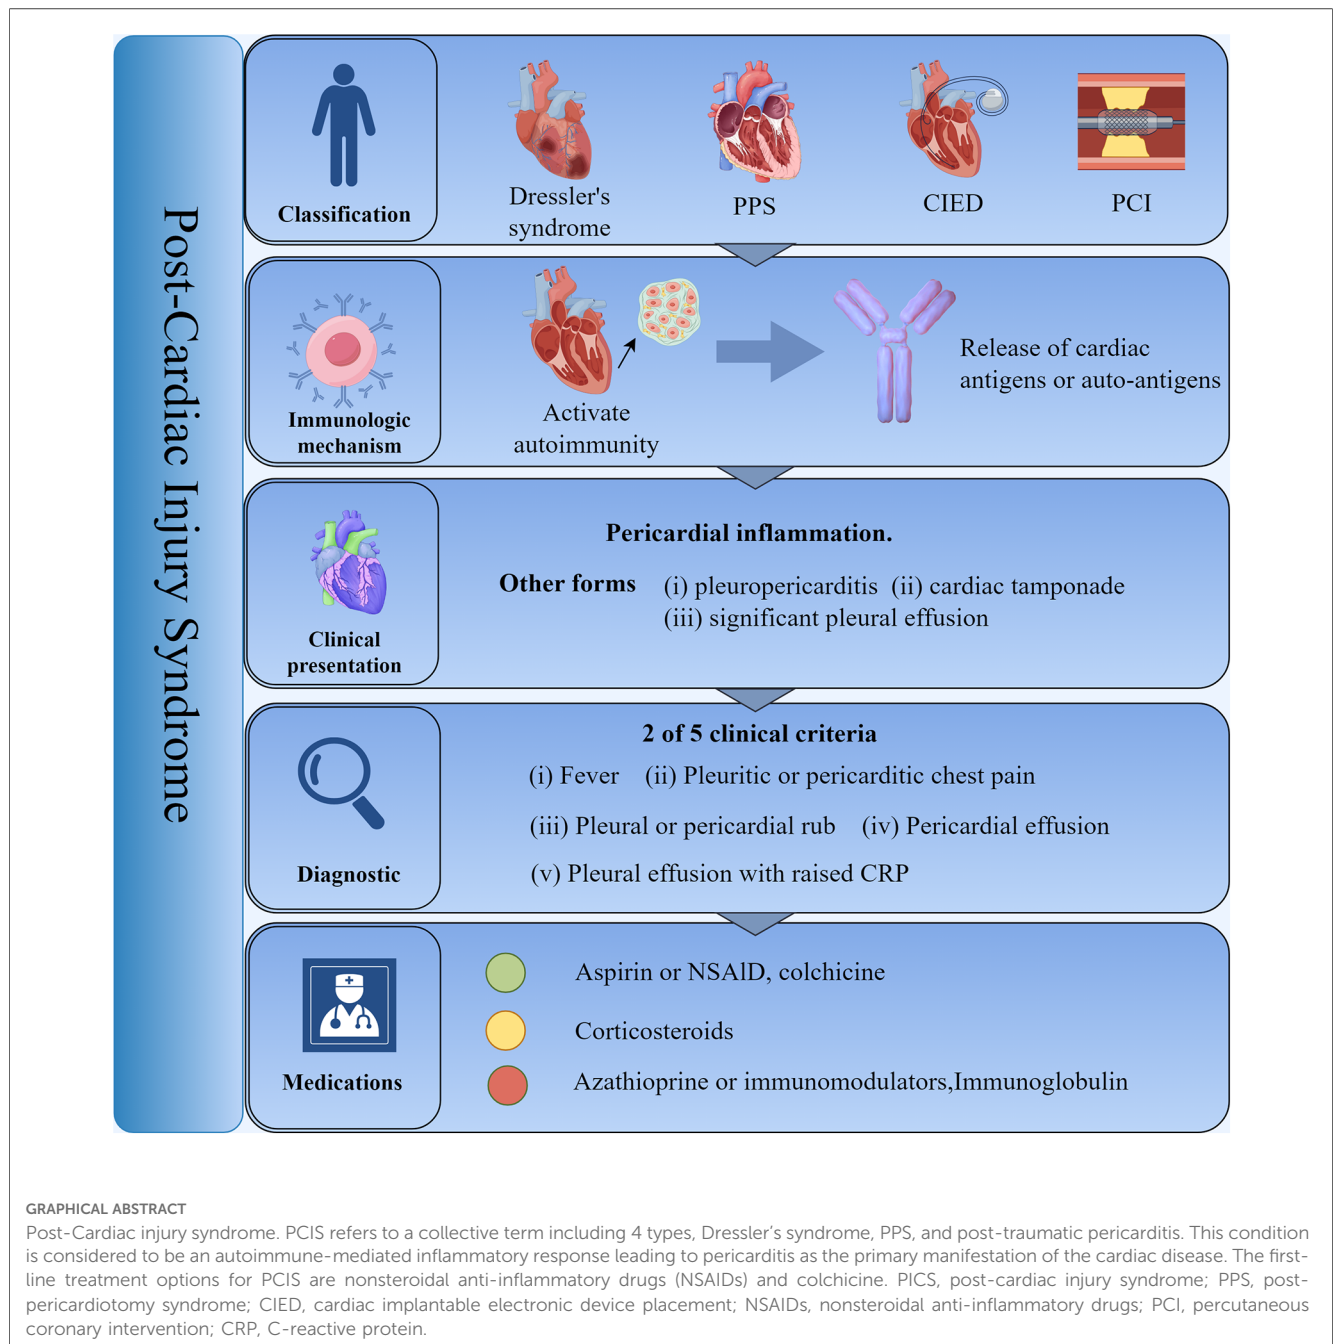 Post-Cardiac Injury Syndrome
Classification
Dressler's
syndrome
PPS
CIED
PCI
Immunologic
mechanism
Activate
autoimmunity
Release of cardiac
antigens or auto-antigens
Clinical
presentation
Pericardial inflammation.
Other forms (i) pleuropericarditis (ii) cardiac tamponade
(iii) significant pleural effusion
Diagnostic
2 of 5 clinical criteria
(i) Fever (ii) Pleuritic or pericarditic chest pain
(iii) Pleural or pericardial rub (iv) Pericardial effusion
(v) Pleural effusion with raised CRP
Medications
Aspirin or NSAlD, colchicine
Corticosteroids
Azathioprine or immunomodulators,Immunoglobulin
GRAPHICAL ABSTRACT
Post-Cardiac injury syndrome. PCIS refers to a collective term including 4 types, Dressler's syndrome, PPS, and post-traumatic pericarditis. This condition
is considered to be an autoimmune-mediated inflammatory response leading to pericarditis as the primary manifestation of the cardiac disease. The first-
line treatment options for PCIS are nonsteroidal anti-inflammatory drugs (NSAIDs) and colchicine. PICS, post-cardiac injury syndrome; PPS, post-
pericardiotomy syndrome; CIED, cardiac implantable electronic device placement; NSAIDs, nonsteroidal anti-inflammatory drugs; PCI, percutaneous
coronary intervention; CRP, C-reactive protein.